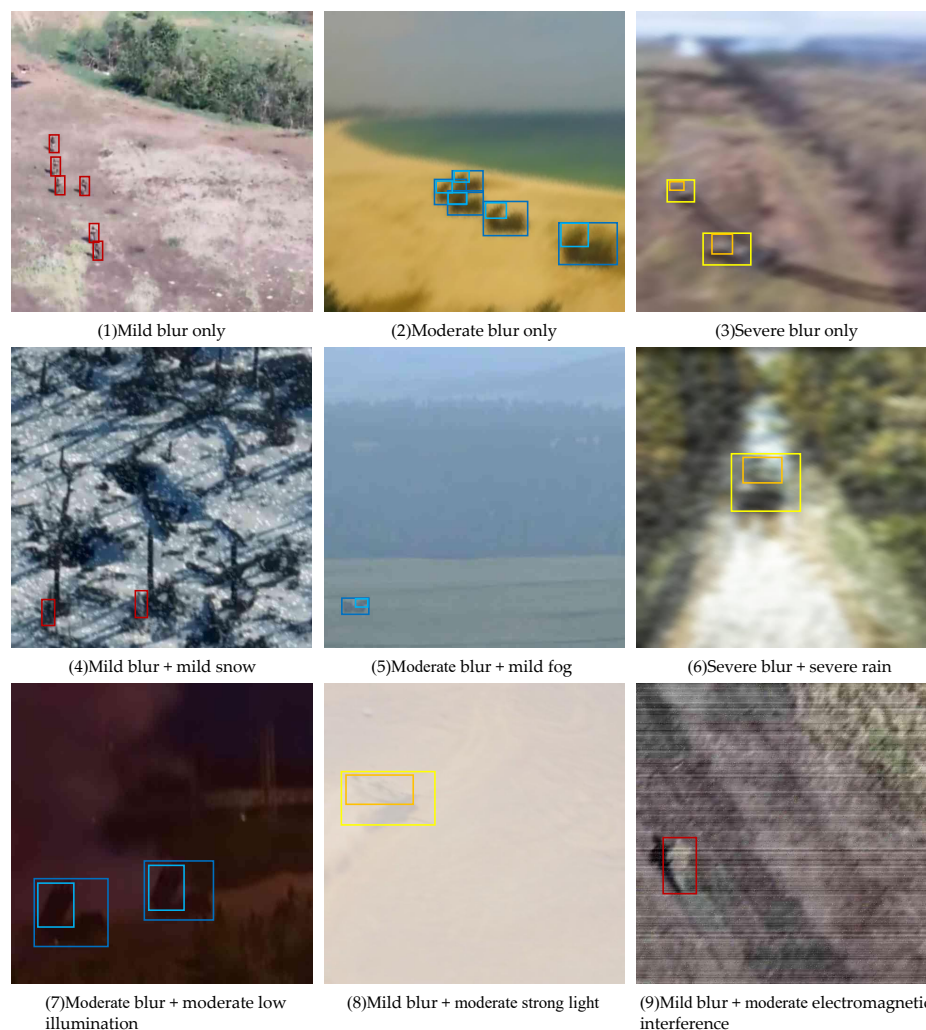 (1)Mild blur only
(2)Moderate blur only
(3)Severe blur only
(4)Mild blur + mild snow
(5)Moderate blur + mild fog
(6)Severe blur + severe rain
(7)Moderate blur + moderate low
illumination
(8)Mild blur + moderate strong light
(9)Mild blur + moderate electromagnetic
interference